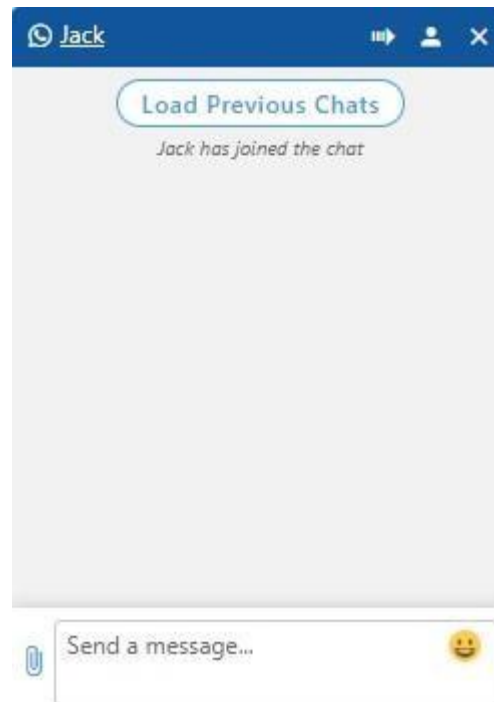 Jack
Load Previous Chats
Jack has joined the chat
Send a message...